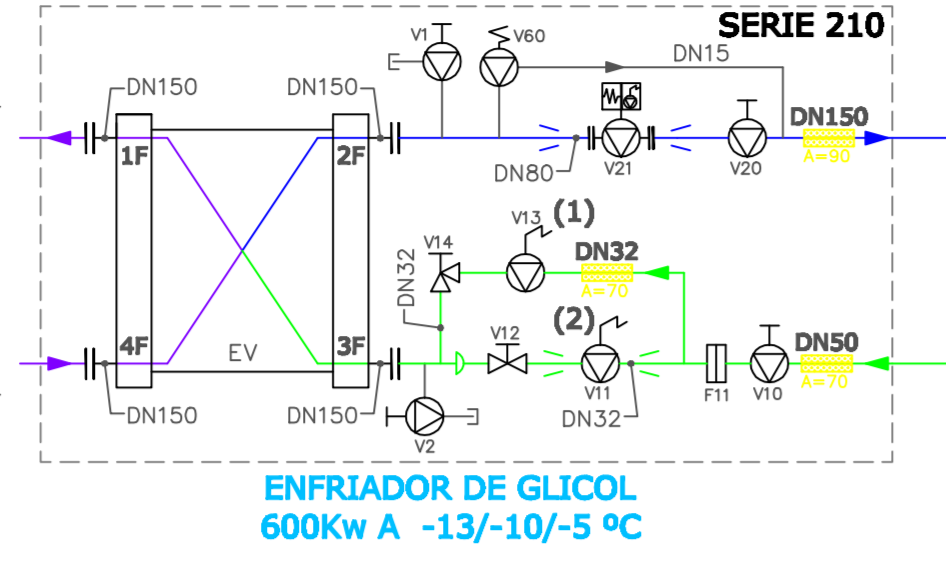 SERIE 210
V1
V60
DN15
DN150
DN150
DN150
A=90
1F
2F
DN80
V21
V20
V13
(1)
V14
DN32
DN32
A=70
(2)
V12
4F
EV
3F
DN50
A=70
V11
F11
V10
DN150
DN150
DN32
V2
ENFRIADOR DE GLICOL
600Kw A -13/-10/-5 ºC